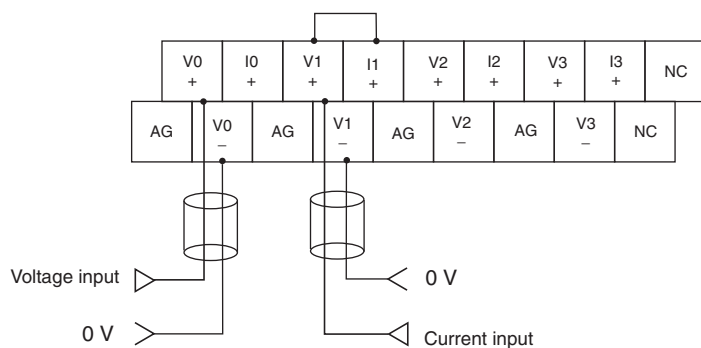 V0 I0 V1 I1 V2 I2 V3 I3 NC
+ + + + + + + +
AG V0 AG V1 AG V2 AG V3 NC
– – – –
Voltage input
0 V
0 V
Current input